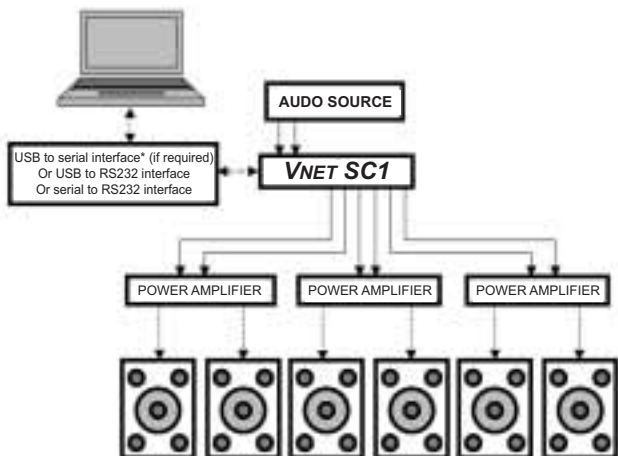 AUDO SOURCE
USB to serial interface* (if required)
Or USB to RS232 interface
Or serial to RS232 interface
VNET SC1
POWER AMPLIFIER
POWER AMPLIFIER
POWER AMPLIFIER